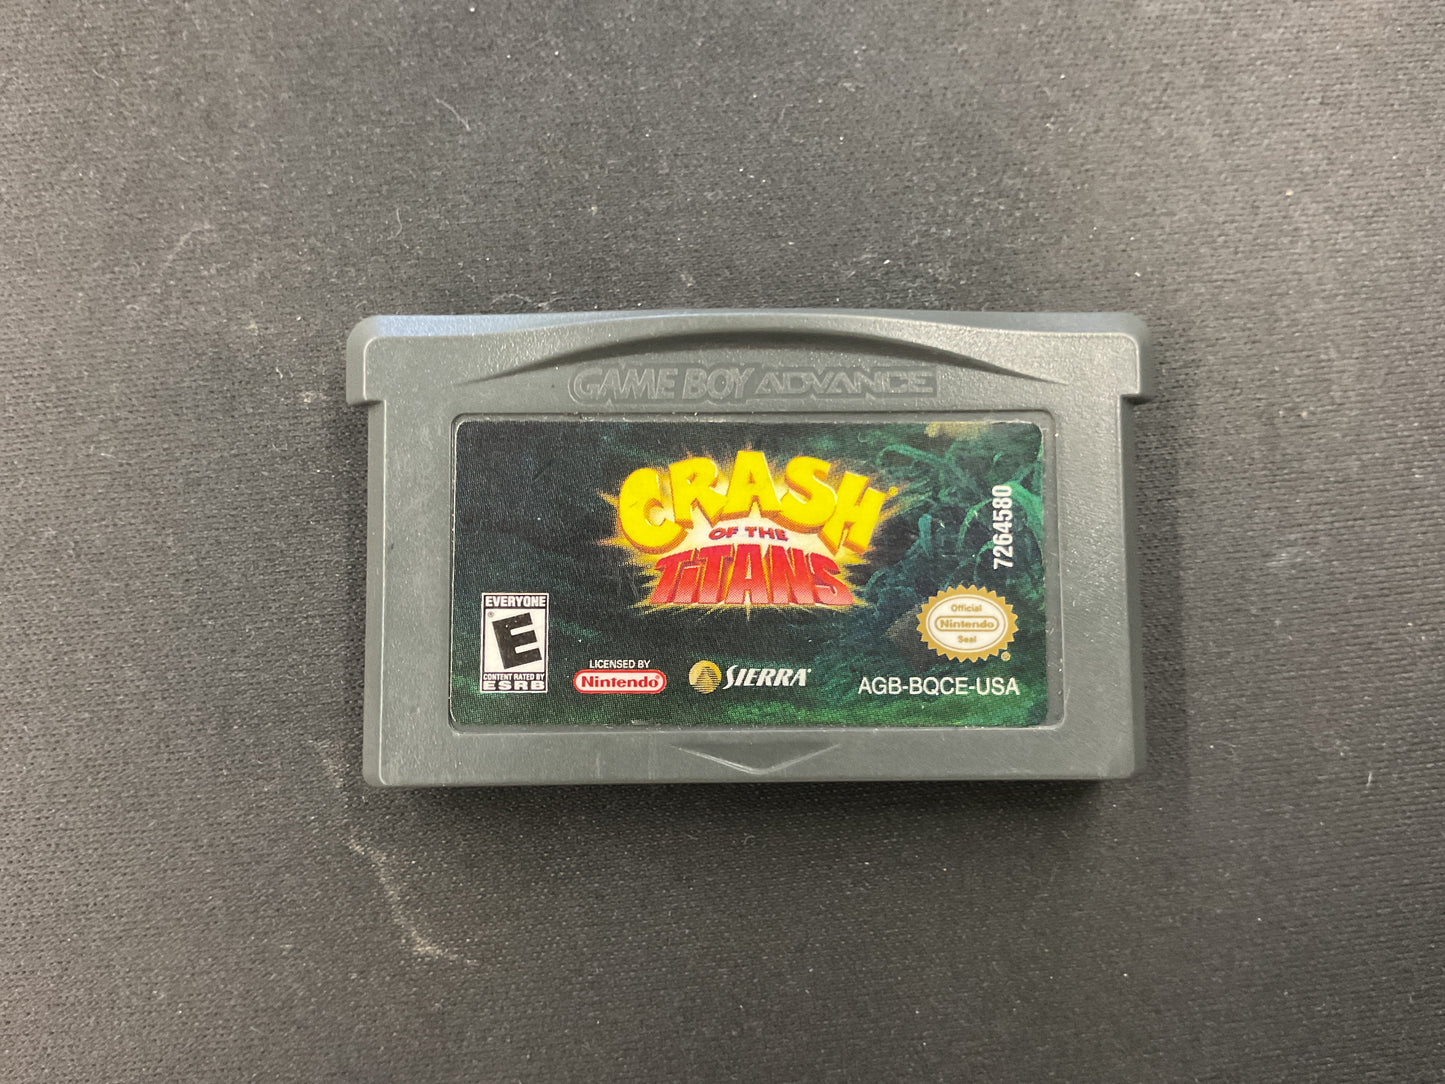 GAME BOY ADVANCE
CRASH
OF THE
TITANS
7264580
EVERYONE
E
CONTENT RATED BY
ESRB
LICENSED BY
Nintendo
SIERRA
Official
Nintendo
Seal
AGB-BQCE-USA